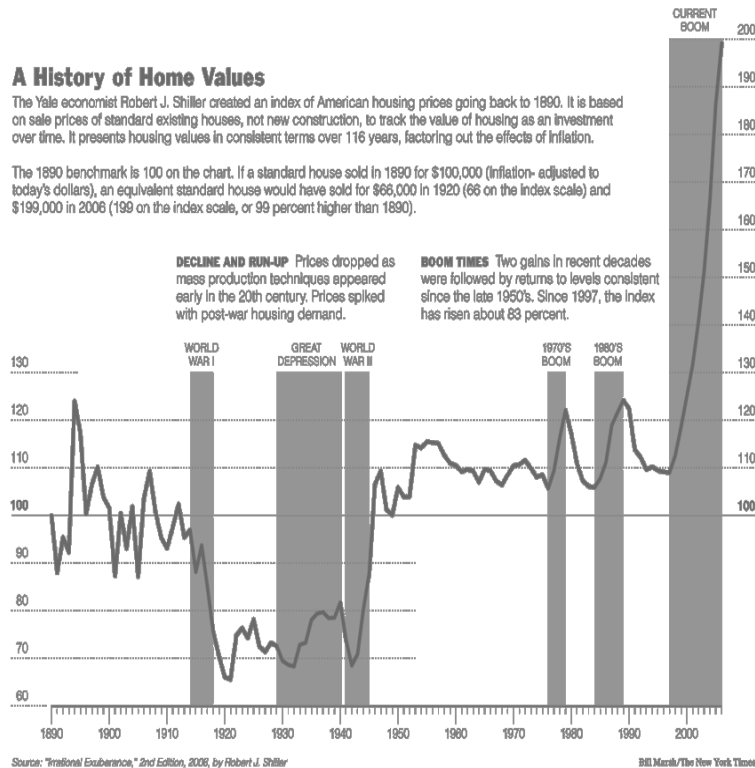 CURRENT
BOOM
A History of Home Values
The Yale economist Robert J. Shiller created an index of American housing prices going back to 1890. It is based
on sale prices of standard existing houses, not new construction, to track the value of housing as an investment
over time. It presents housing values in consistent terms over 116 years, factoring out the effects of inflation.
The 1890 benchmark is 100 on the chart. If a standard house sold in 1890 for $100,000 (inflation- adjusted to
today's dollars), an equivalent standard house would have sold for $66,000 in 1920 (66 on the index scale) and
$199,000 in 2006 (199 on the index scale, or 99 percent higher than 1890).
DECLINE AND RUN-UP Prices dropped as
mass production techniques appeared
early in the 20th century. Prices spiked
with post-war housing demand.
BOOM TIMES Two gains in recent decades
were followed by returns to levels consistent
since the late 1950's. Since 1997, the index
has risen about 83 percent.
WORLD
WAR I
GREAT
DEPRESSION
WORLD
WAR II
1970'S
BOOM
1980'S
BOOM
200
190
180
170
160
150
140
130
120
110
100
90
80
70
60
120
110
100
1890 1900 1910 1920 1930 1940 1950 1960 1970 1980 1990 2000
Source: "Irrational Exuberance," 2nd Edition, 2006, by Robert J. Shiller
Bill Marsh/The New York Times